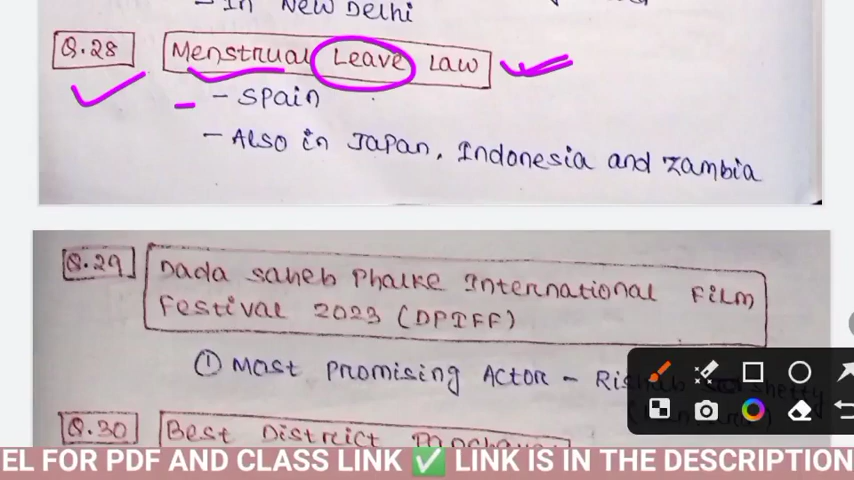 - In New Delhi
Q.28 Menstrual Leave Law
- Spain
- Also in Japan, Indonesia and Zambia
Q.29 Dada Saheb Phalke International Film
Festival 2023 (DPIFF)
① Most Promising Actor - Rishab shetty
Q.30 Best District
EL FOR PDF AND CLASS LINK ✅ LINK IS IN THE DESCRIPTION